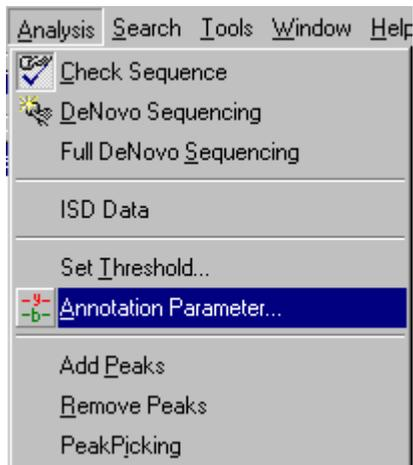 Analysis Search Tools Window Help
Check Sequence
DeNovo Sequencing
Full DeNovo Sequencing
ISD Data
Set Threshold...
-y-
-b-
Annotation Parameter...
Add Peaks
Remove Peaks
PeakPicking